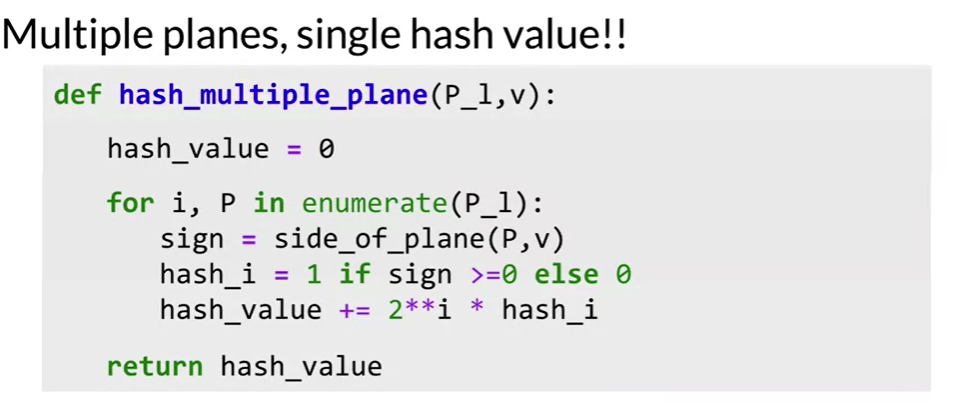 Multiple planes, single hash value!!
def hash_multiple_plane(P_l,v):
hash_value = 0
for i, P in enumerate(P_l):
sign = side_of_plane(P,v)
hash_i = 1 if sign >=0 else 0
hash_value += 2**i * hash_i
return hash_value